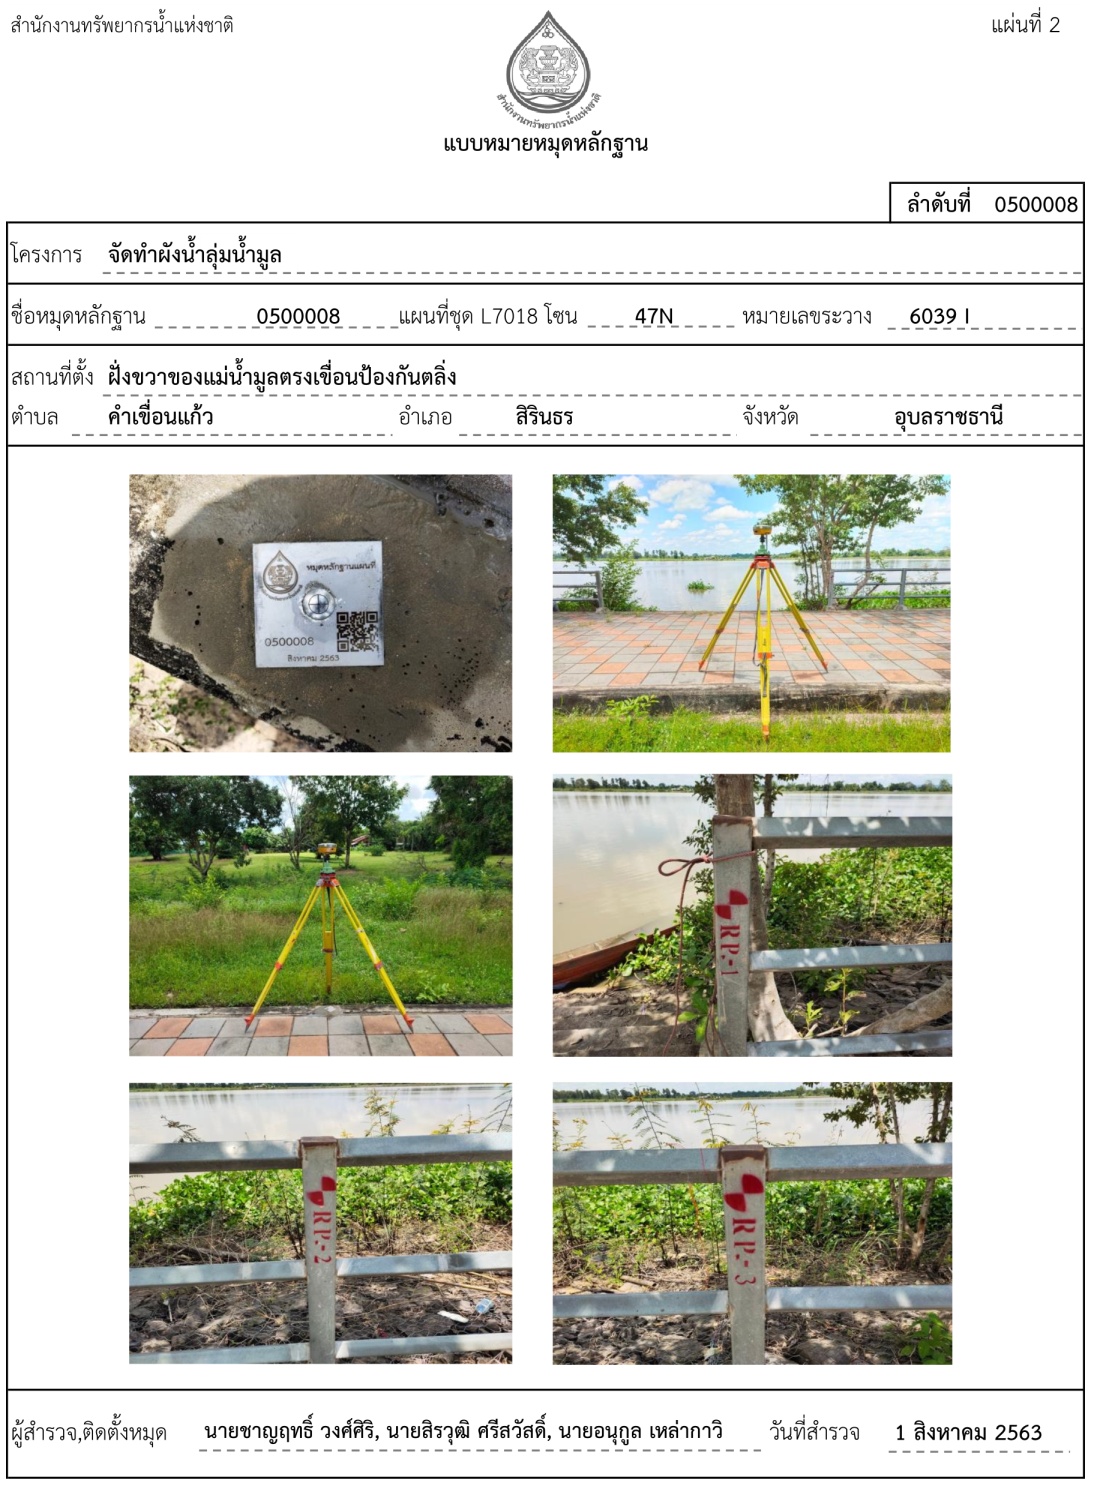 สำนักงานทรัพยากรน้ำแห่งชาติ
แผ่นที่ 2
สำนักงานทรัพยากรน้ำแห่งชาติ
แบบหมายหมุดหลักฐาน
ลำดับที่ 0500008
โครงการ จัดทำผังน้ำลุ่มน้ำมูล
ชื่อหมุดหลักฐาน 0500008 แผนที่ชุด L7018 โซน 47N หมายเลขระวาง 6039 I
สถานที่ตั้ง ฝั่งขวาของแม่น้ำมูลตรงเขื่อนป้องกันตลิ่ง
ตำบล คำเขื่อนแก้ว อำเภอ สิรินธร จังหวัด อุบลราชธานี
หมุดหลักฐานแผนที่
0500008
สิงหาคม 2563
RP.-1
RP.-2
RP.-3
ผู้สำรวจ,ติดตั้งหมุด นายชาญฤทธิ์ วงศ์ศิริ, นายสิรวุฒิ ศรีสวัสดิ์, นายอนุกูล เหล่ากาวิ วันที่สำรวจ 1 สิงหาคม 2563